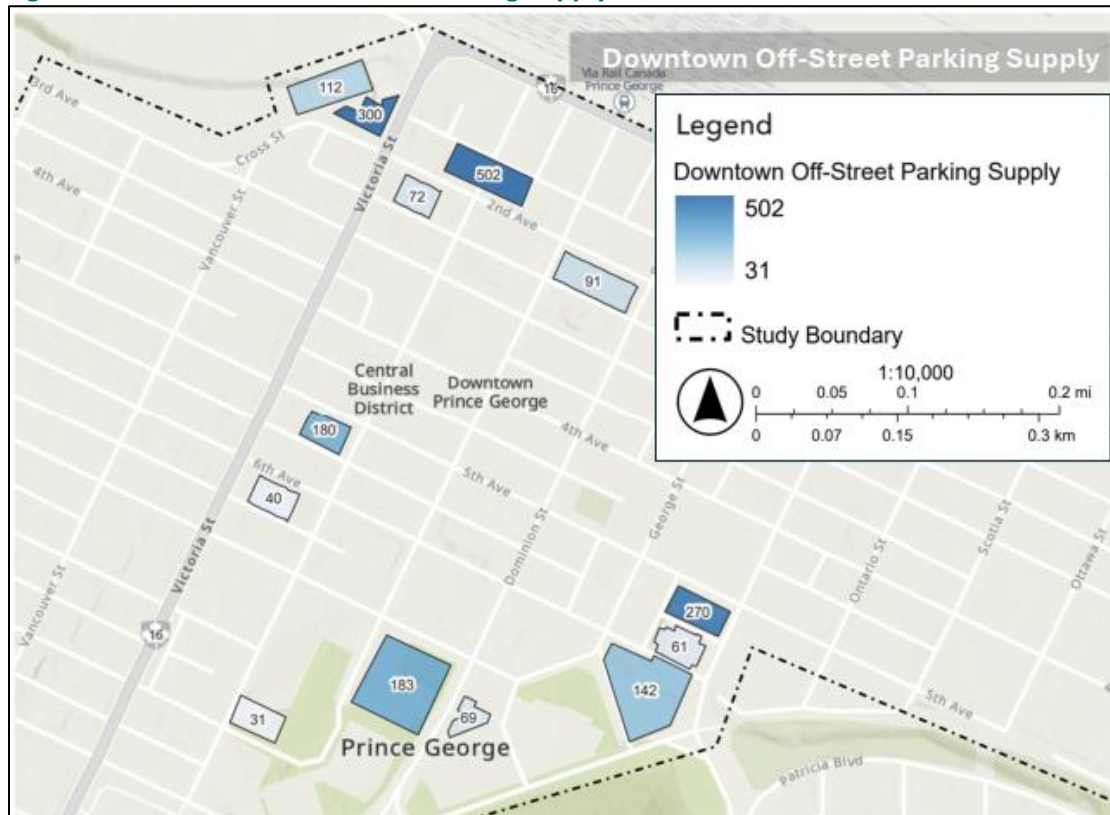 Downtown Off-Street Parking Supply
Via Rail Canada
Prince George
16
Legend
Downtown Off-Street Parking Supply
502
31
Study Boundary
1:10,000
0 0.05 0.1 0.2 mi
0 0.07 0.15 0.3 km
3rd Ave
112
300
Cross St
4th Ave
Victoria St
502
72
2nd Ave
Vancouver St
91
Central
Business
District
Downtown
Prince George
180
4th Ave
6th Ave
40
5th Ave
George St
Dominion St
Scotia St
Ottawa St
Ontario St
Victoria St
Vancouver St
16
270
61
142
183
69
31
5th Ave
Prince George
Patricia Blvd